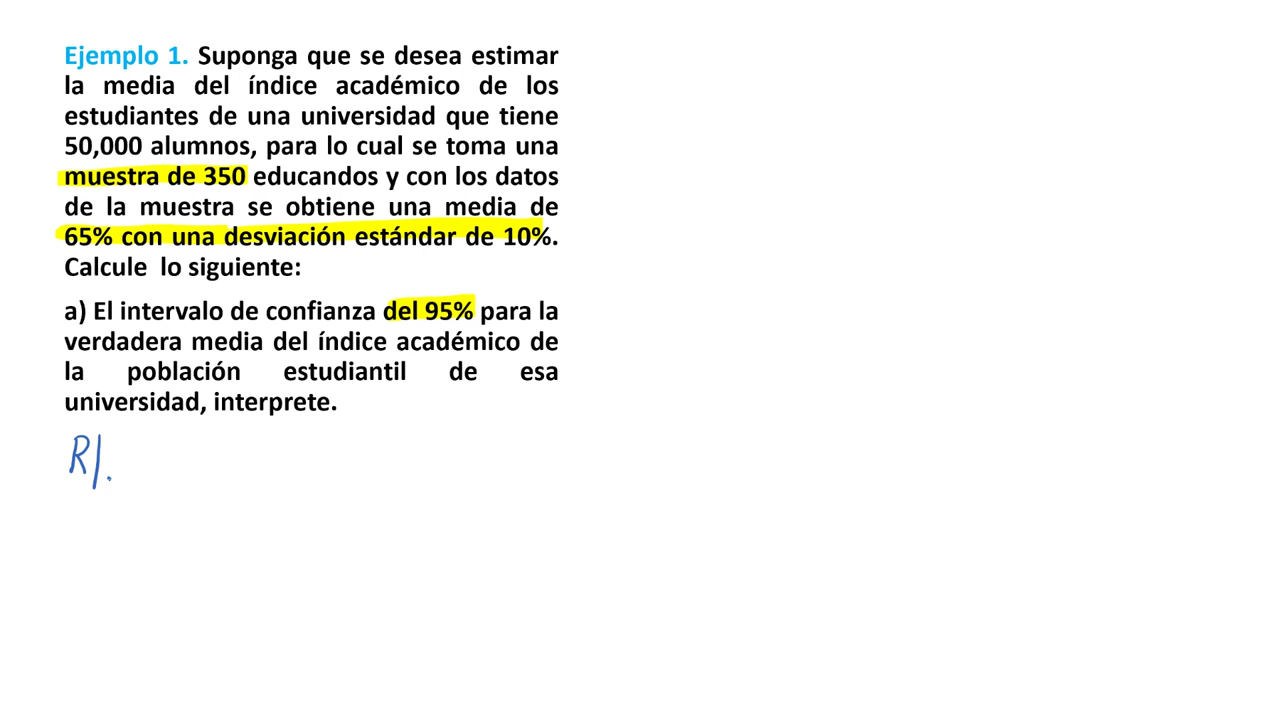 Ejemplo 1. Suponga que se desea estimar
la media del índice académico de los
estudiantes de una universidad que tiene
50,000 alumnos, para lo cual se toma una
muestra de 350 educandos y con los datos
de la muestra se obtiene una media de
65% con una desviación estándar de 10%.
Calcule lo siguiente:
a) El intervalo de confianza del 95% para la
verdadera media del índice académico de
la población estudiantil de esa
universidad, interprete.
R/.